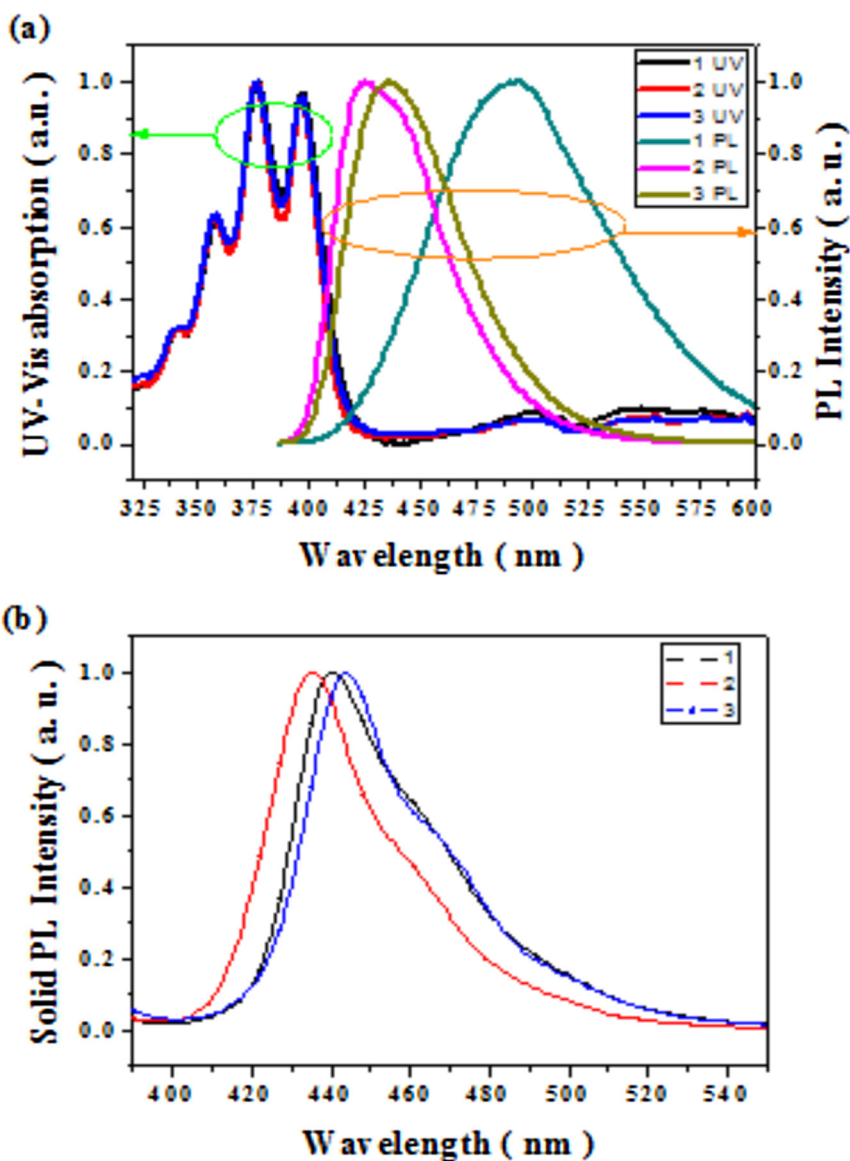 (a)
UV-Vis absorption ( a.u.)
1.0
0.8
0.6
0.4
0.2
0.0
1 UV
2 UV
3 UV
1 PL
2 PL
3 PL
1.0
0.8
0.6
0.4
0.2
0.0
PL Intensity ( a. u.)
325 350 375 400 425 450 475 500 525 550 575 600
Wavelength ( nm )
(b)
Solid PL Intensity ( a. u.)
1.0
0.8
0.6
0.4
0.2
0.0
1
2
3
400 420 440 460 480 500 520 540
Wavelength ( nm )